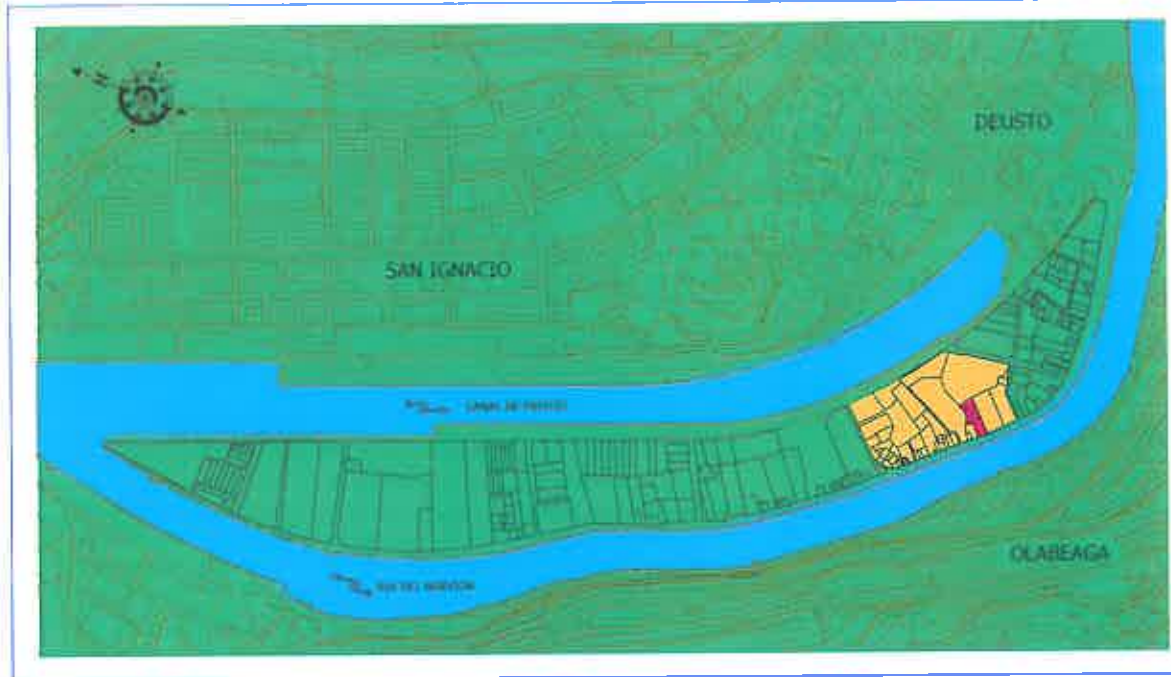 DEUSTO
SAN IGNACIO
CANAL DE DEUSTO
RIA DEL NERVION
OLABEAGA